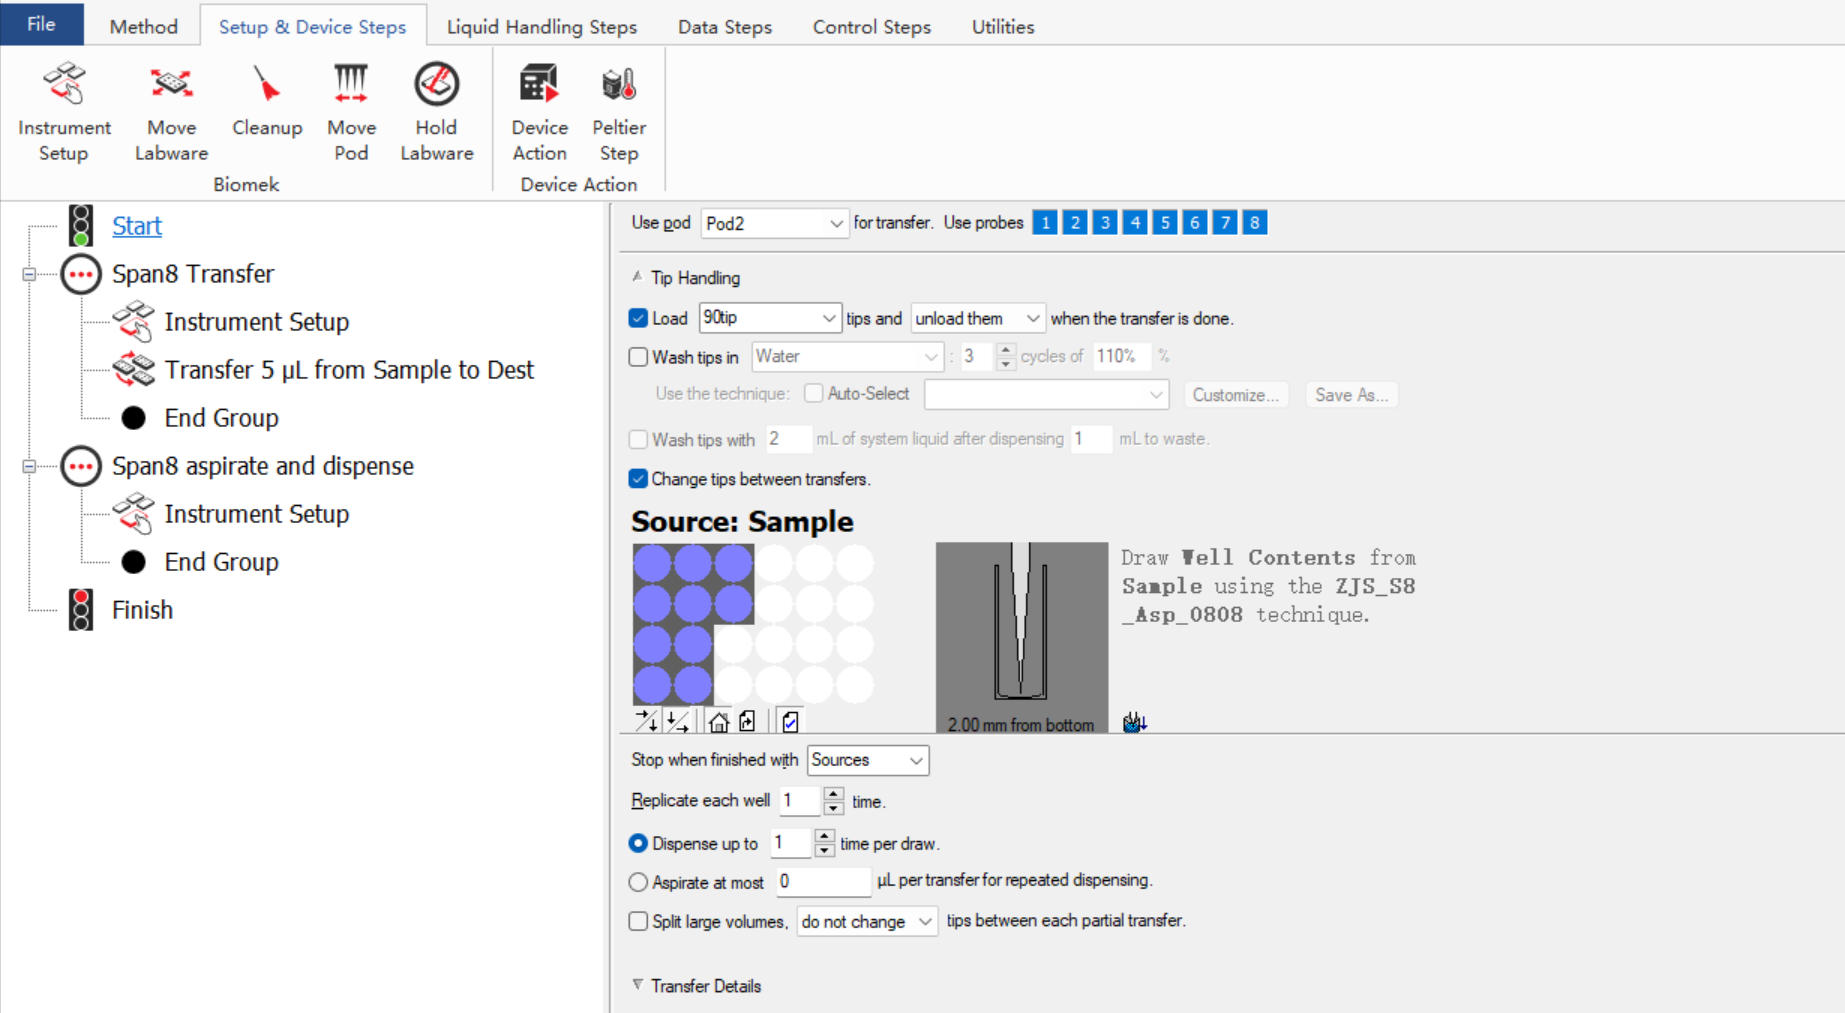 File Method Setup & Device Steps Liquid Handling Steps Data Steps Control Steps Utilities
Instrument Setup
Move Labware
Cleanup
Move Pod
Hold Labware
Device Action
Peltier Step
Biomek
Device Action
Start
Span8 Transfer
Instrument Setup
Transfer 5 µL from Sample to Dest
End Group
Span8 aspirate and dispense
Instrument Setup
End Group
Finish
Use pod Pod2 for transfer. Use probes 1 2 3 4 5 6 7 8
Tip Handling
Load 90tip tips and unload them when the transfer is done.
Wash tips in Water : 3 cycles of 110% %
Use the technique: Auto-Select Customize... Save As...
Wash tips with 2 mL of system liquid after dispensing 1 mL to waste.
Change tips between transfers.
Source: Sample
Draw Well Contents from
Sample using the ZJS_S8
_Asp_0808 technique.
2.00 mm from bottom
Stop when finished with Sources
Replicate each well 1 time.
Dispense up to 1 time per draw.
Aspirate at most 0 µL per transfer for repeated dispensing.
Split large volumes, do not change tips between each partial transfer.
Transfer Details